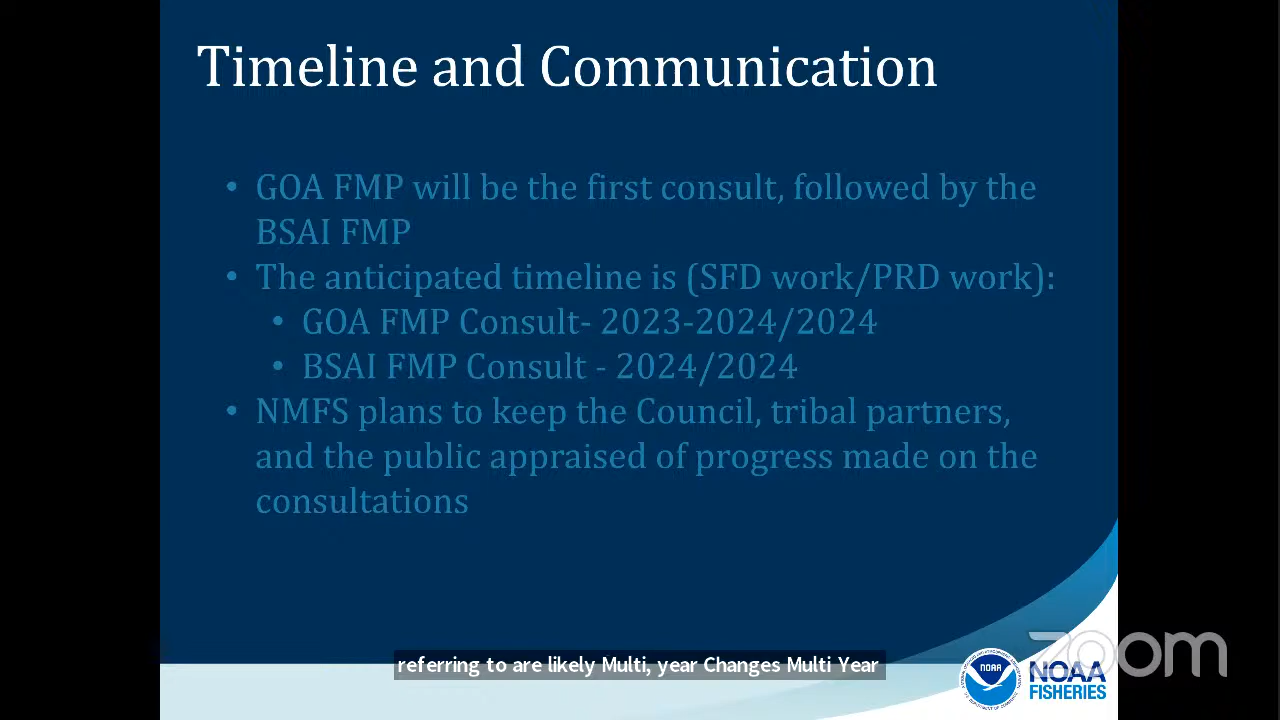 Timeline and Communication
• GOA FMP will be the first consult, followed by the
BSAI FMP
• The anticipated timeline is (SFD work/PRD work):
• GOA FMP Consult- 2023-2024/2024
• BSAI FMP Consult - 2024/2024
• NMFS plans to keep the Council, tribal partners,
and the public appraised of progress made on the
consultations
referring to are likely Multi, year Changes Multi Year
zoom
NOAA
NOAA
FISHERIES